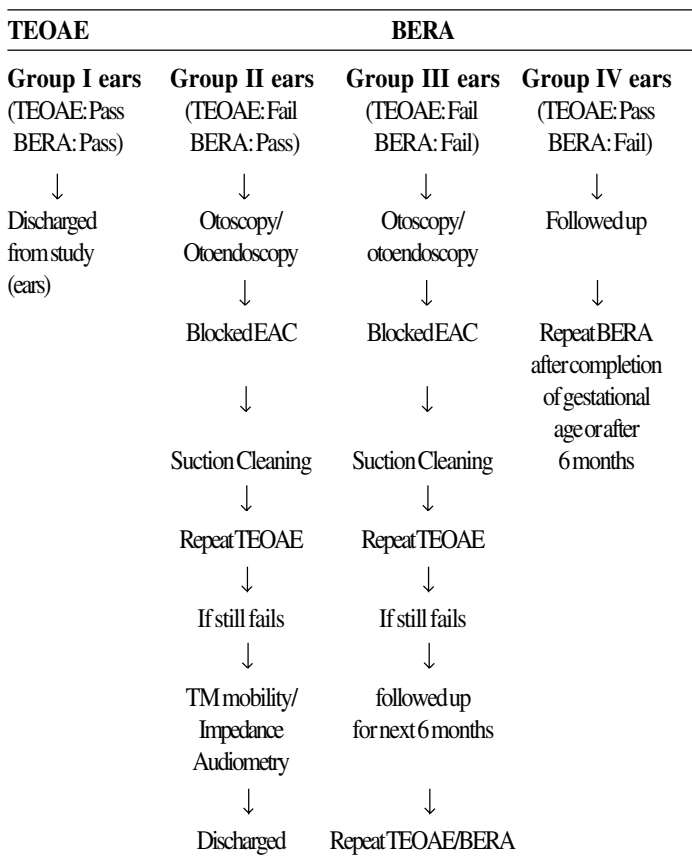 TEOAE BERA
Group I ears Group II ears Group III ears Group IV ears
(TEOAE: Pass (TEOAE: Fail (TEOAE: Fail (TEOAE: Pass
BERA: Pass) BERA: Pass) BERA: Fail) BERA: Fail)
↓ ↓ ↓ ↓
Discharged Otoscopy/ Otoscopy/ Followed up
from study Otoendoscopy otoendoscopy
(ears)
↓ ↓ ↓
Blocked EAC Blocked EAC Repeat BERA
after completion
↓ ↓ of gestational
age or after
Suction Cleaning Suction Cleaning 6 months
↓ ↓
Repeat TEOAE Repeat TEOAE
↓ ↓
If still fails If still fails
↓ ↓
TM mobility/ followed up
Impedance for next 6 months
Audiometry
↓ ↓
Discharged Repeat TEOAE/BERA